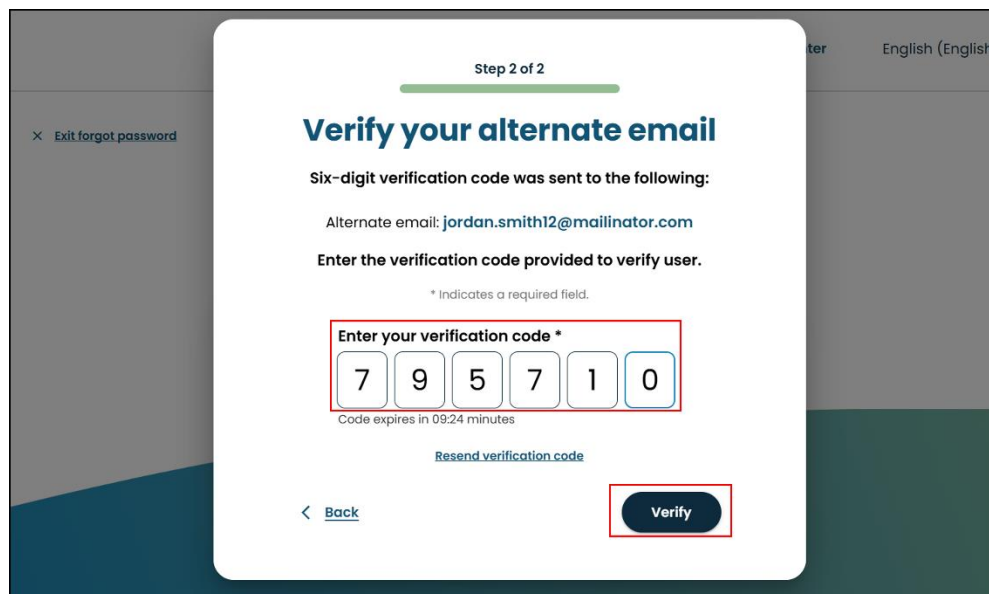 Step 2 of 2
ter English (English
Exit forgot password
Verify your alternate email
Six-digit verification code was sent to the following:
Alternate email: jordan.smith12@mailinator.com
Enter the verification code provided to verify user.
* Indicates a required field.
Enter your verification code *
7 9 5 7 1 0
Code expires in 09:24 minutes
Resend verification code
Back
Verify